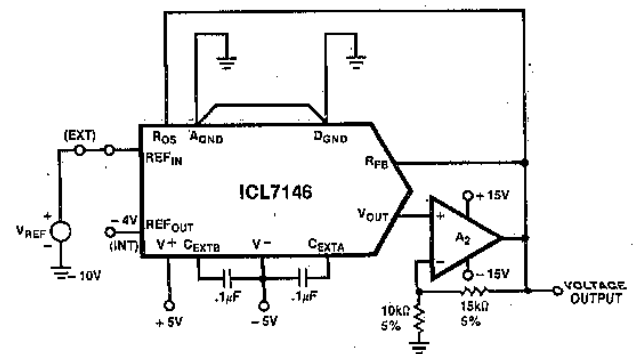 ROS
AGND
DGND
(EXT)
REFIN
RFB
ICL7146
+ 15V
VOUT
+
A2
-
-15V
VREF
+
-
- 10V
- 4V
(INT)
REFOUT
V+
CEXTB
V-
CEXTA
.1μF
.1μF
+ 5V
- 5V
10kΩ
5%
15kΩ
5%
VOLTAGE
OUTPUT